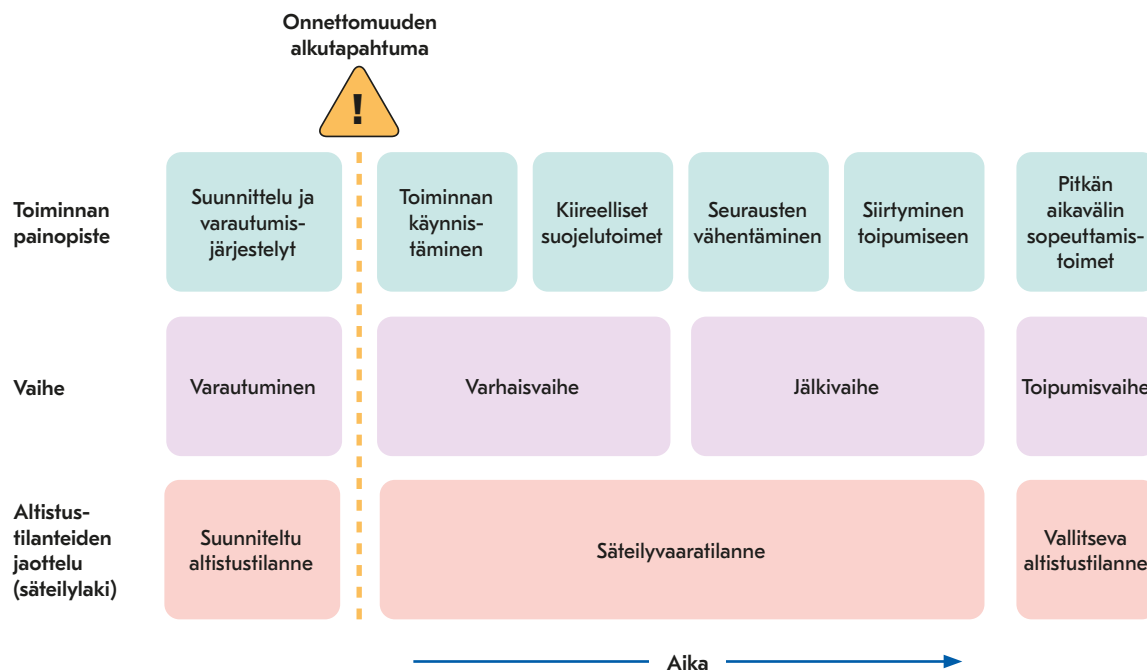 Onnettomuuden
alkutapahtuma
!
Toiminnan
painopiste
Suunnittelu ja
varautumis-
järjestelyt
Toiminnan
käynnis-
täminen
Kiireelliset
suojelutoimet
Seurausten
vähentäminen
Siirtyminen
toipumiseen
Pitkän
aikavälin
sopeuttamis-
toimet
Vaihe
Varautuminen
Varhaisvaihe
Jälkivaihe
Toipumisvaihe
Altistus-
tilanteiden
jaottelu
(säteilylaki)
Suunniteltu
altistustilanne
Säteilyvaaratilanne
Vallitseva
altistustilanne
Aika